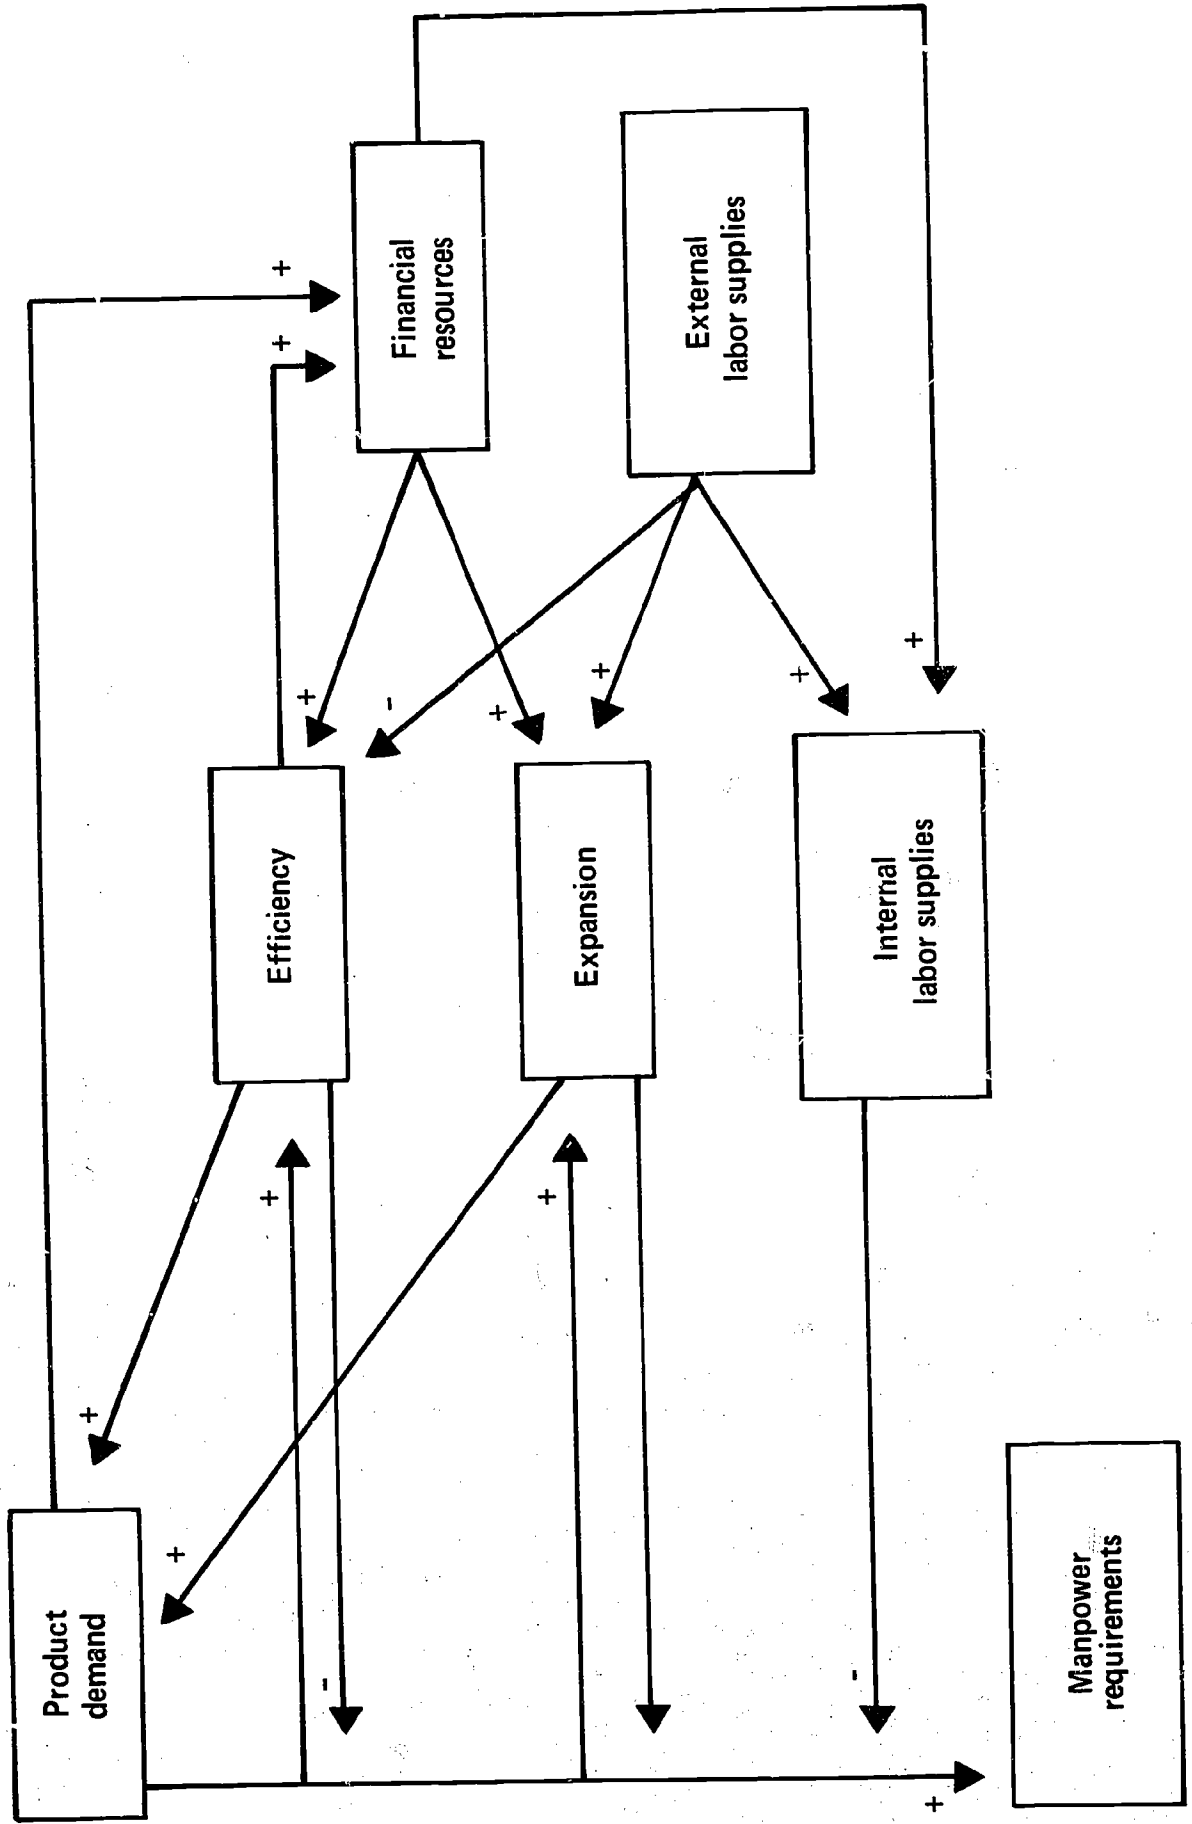 Product
demand
+
+
+
-
Efficiency
+
+
-
+
+
Financial
resources
+
Expansion
+
+
External
labor supplies
-
Internal
labor supplies
+
+
+
Manpower
requirements